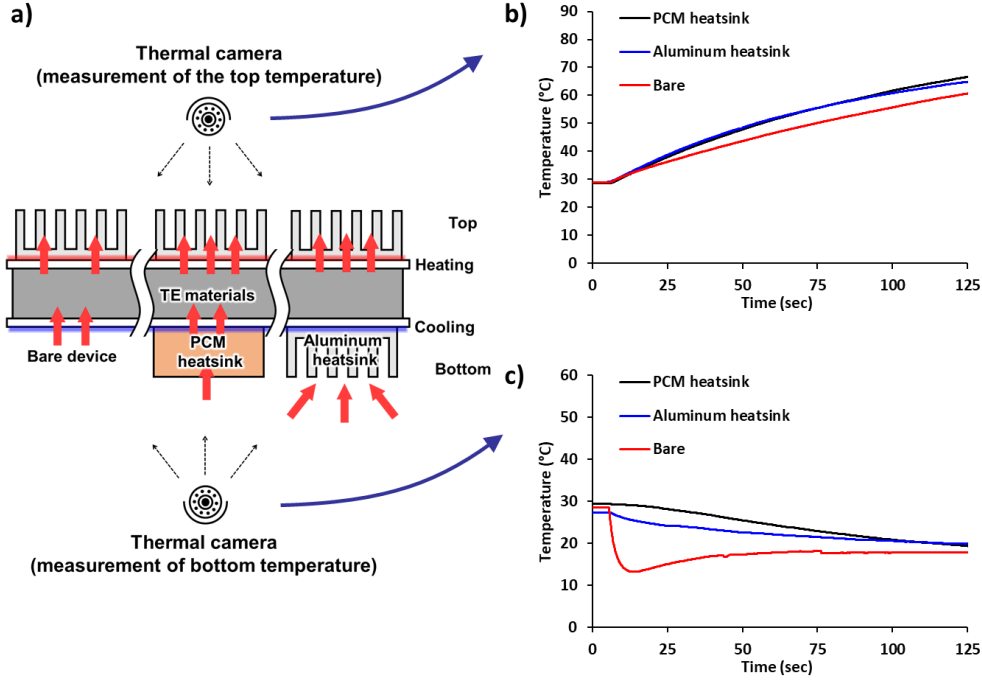 a)
Thermal camera
(measurement of the top temperature)
Top
Heating
TE materials
Cooling
Bare device
PCM
heatsink
Aluminum
heatsink
Bottom
Thermal camera
(measurement of bottom temperature)
b)
PCM heatsink
Aluminum heatsink
Bare
Temperature (°C)
90
80
70
60
50
40
30
20
10
0
0 25 50 75 100 125
Time (sec)
c)
PCM heatsink
Aluminum heatsink
Bare
Temperature (°C)
60
50
40
30
20
10
0
0 25 50 75 100 125
Time (sec)